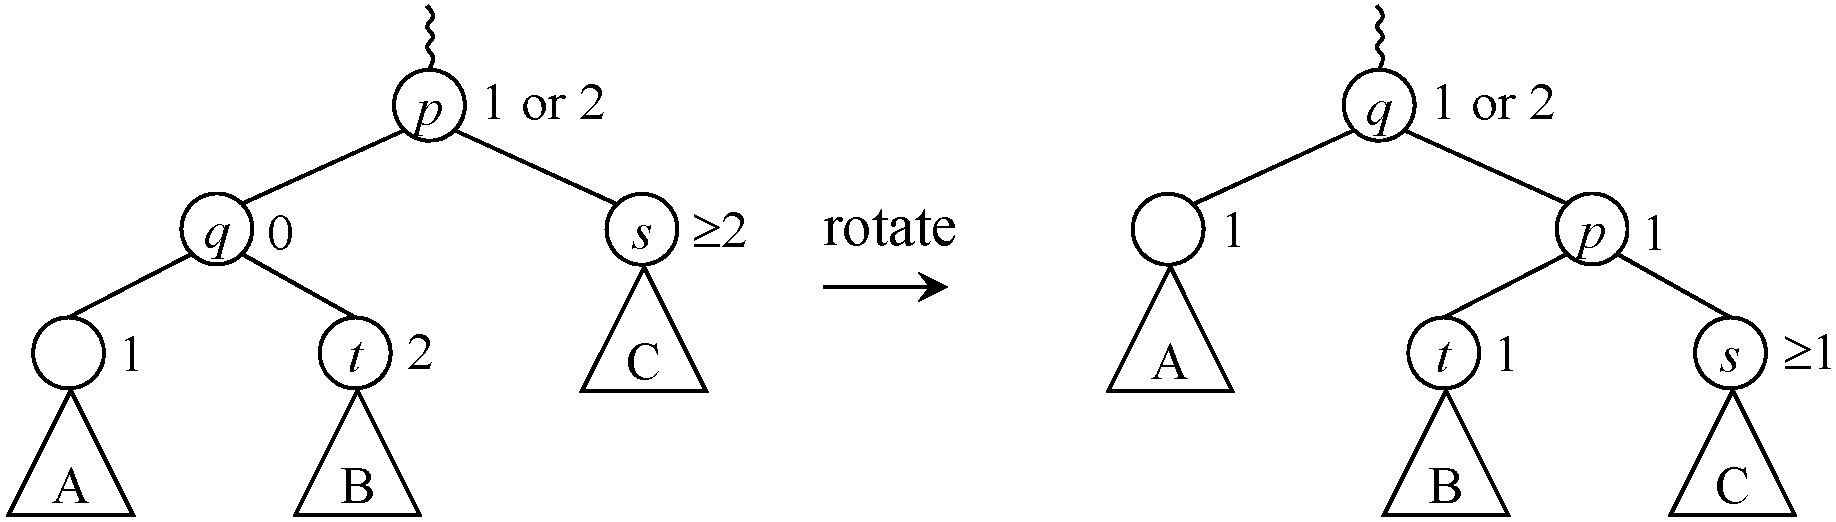 p 1 or 2
q 0
s ≥2
1
t 2
A
B
C
rotate
q 1 or 2
1
p 1
t 1
s ≥1
A
B
C